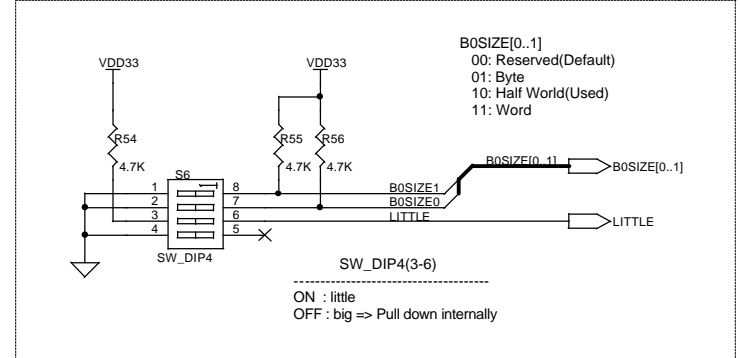 B0SIZE[0..1]
00: Reserved(Default)
01: Byte
10: Half World(Used)
11: Word
VDD33
VDD33
R54
4.7K
R55
4.7K
R56
4.7K
S6
1
2
3
4
8
7
6
5
SW_DIP4
B0SIZE1
B0SIZE0
LITTLE
B0SIZE[0..1]
B0SIZE[0..1]
LITTLE
SW_DIP4(3-6)
------------------------------------
ON : little
OFF : big => Pull down internally